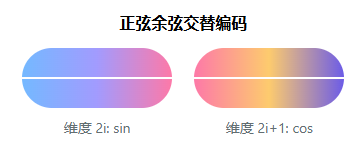 正弦余弦交替编码
维度 2i: sin
维度 2i+1: cos